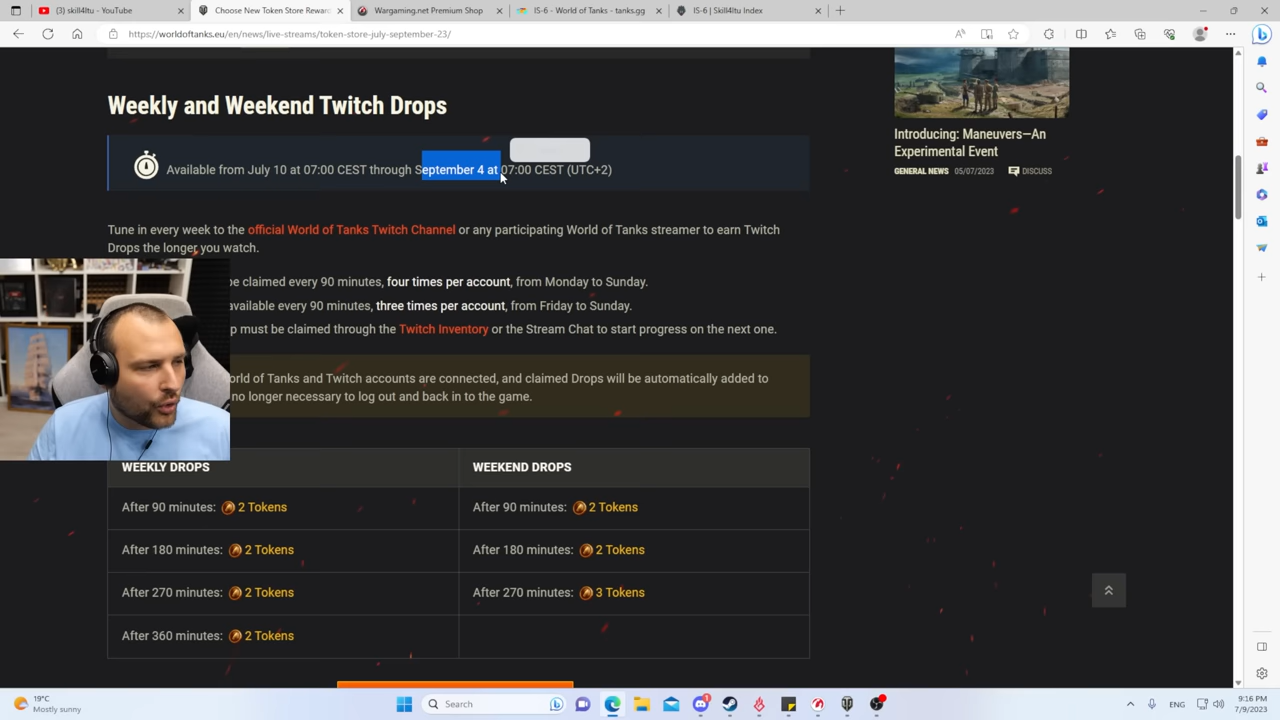 (3) skill4ltu - YouTube
Choose New Token Store Rewar
Wargaming.net Premium Shop
IS-6 - World of Tanks - tanks.gg
IS-6 | Skill4ltu Index
https://worldoftanks.eu/en/news/live-streams/token-store-july-september-23/
Weekly and Weekend Twitch Drops
Available from July 10 at 07:00 CEST through September 4 at 07:00 CEST (UTC+2)
Tune in every week to the official World of Tanks Twitch Channel or any participating World of Tanks streamer to earn Twitch
Drops the longer you watch.
be claimed every 90 minutes, four times per account, from Monday to Sunday.
available every 90 minutes, three times per account, from Friday to Sunday.
p must be claimed through the Twitch Inventory or the Stream Chat to start progress on the next one.
orld of Tanks and Twitch accounts are connected, and claimed Drops will be automatically added to
no longer necessary to log out and back in to the game.
WEEKLY DROPS
WEEKEND DROPS
After 90 minutes: 2 Tokens
After 90 minutes: 2 Tokens
After 180 minutes: 2 Tokens
After 180 minutes: 2 Tokens
After 270 minutes: 2 Tokens
After 270 minutes: 3 Tokens
After 360 minutes: 2 Tokens
Introducing: Maneuvers—An
Experimental Event
GENERAL NEWS 05/07/2023 DISCUSS
19°C
Mostly sunny
Search
1
ENG
9:16 PM
7/9/2023